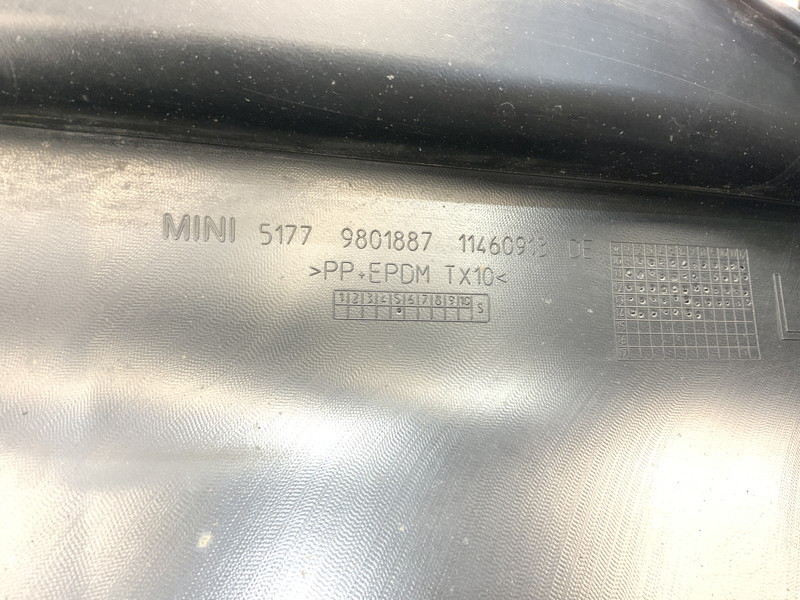 MINI 5177 9801887 DE
>PP+EPDM TX10<
1 2 3 4 5 6 7 8 9 10 S